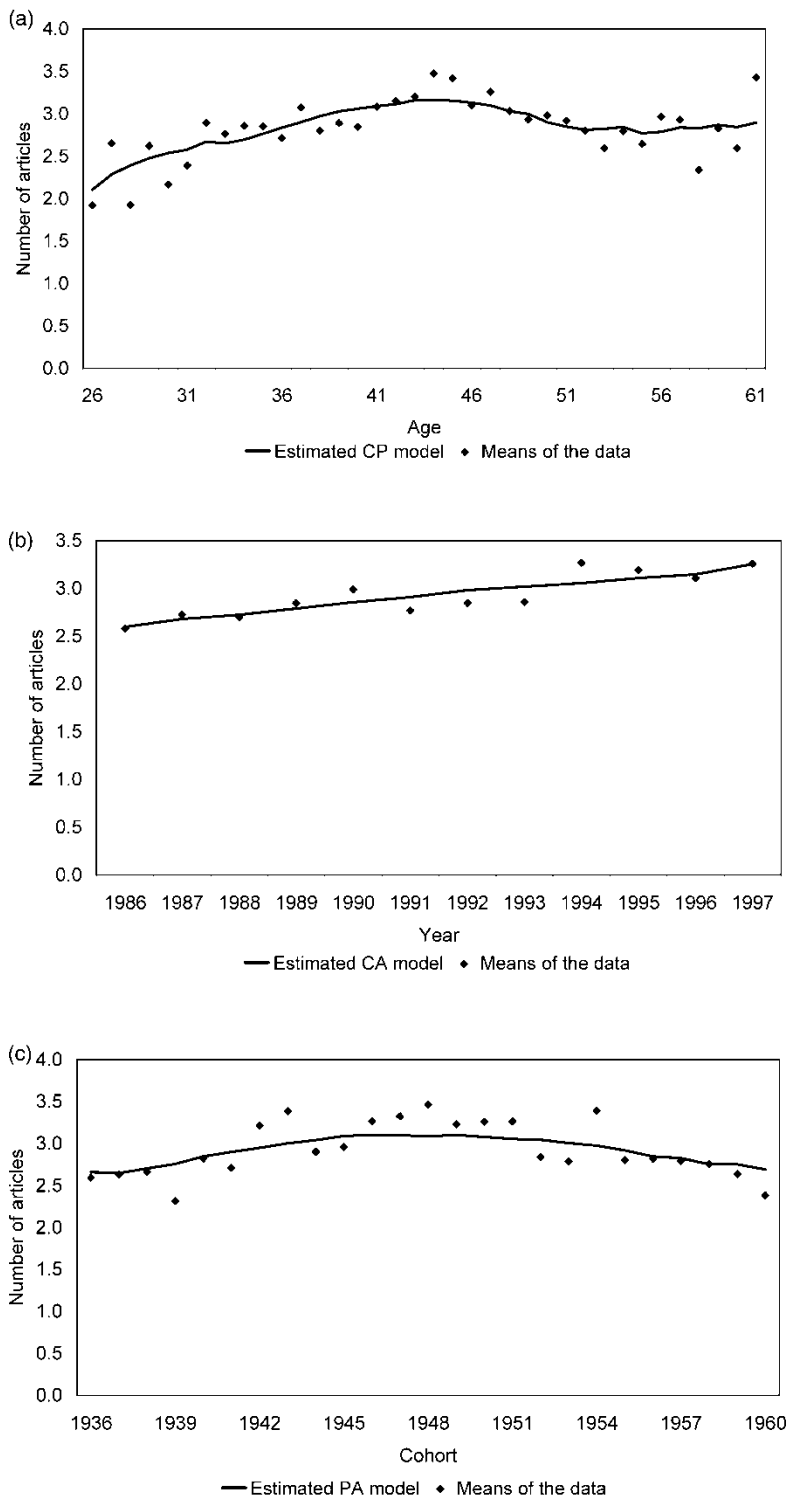 (a)
Number of articles
4.0
3.5
3.0
2.5
2.0
1.5
1.0
0.5
0.0
26 31 36 41 46 51 56 61
Age
Estimated CP model Means of the data
(b)
Number of articles
3.5
3.0
2.5
2.0
1.5
1.0
0.5
0.0
1986 1987 1988 1989 1990 1991 1992 1993 1994 1995 1996 1997
Year
Estimated CA model Means of the data
(c)
Number of articles
4.0
3.5
3.0
2.5
2.0
1.5
1.0
0.5
0.0
1936 1939 1942 1945 1948 1951 1954 1957 1960
Cohort
Estimated PA model Means of the data